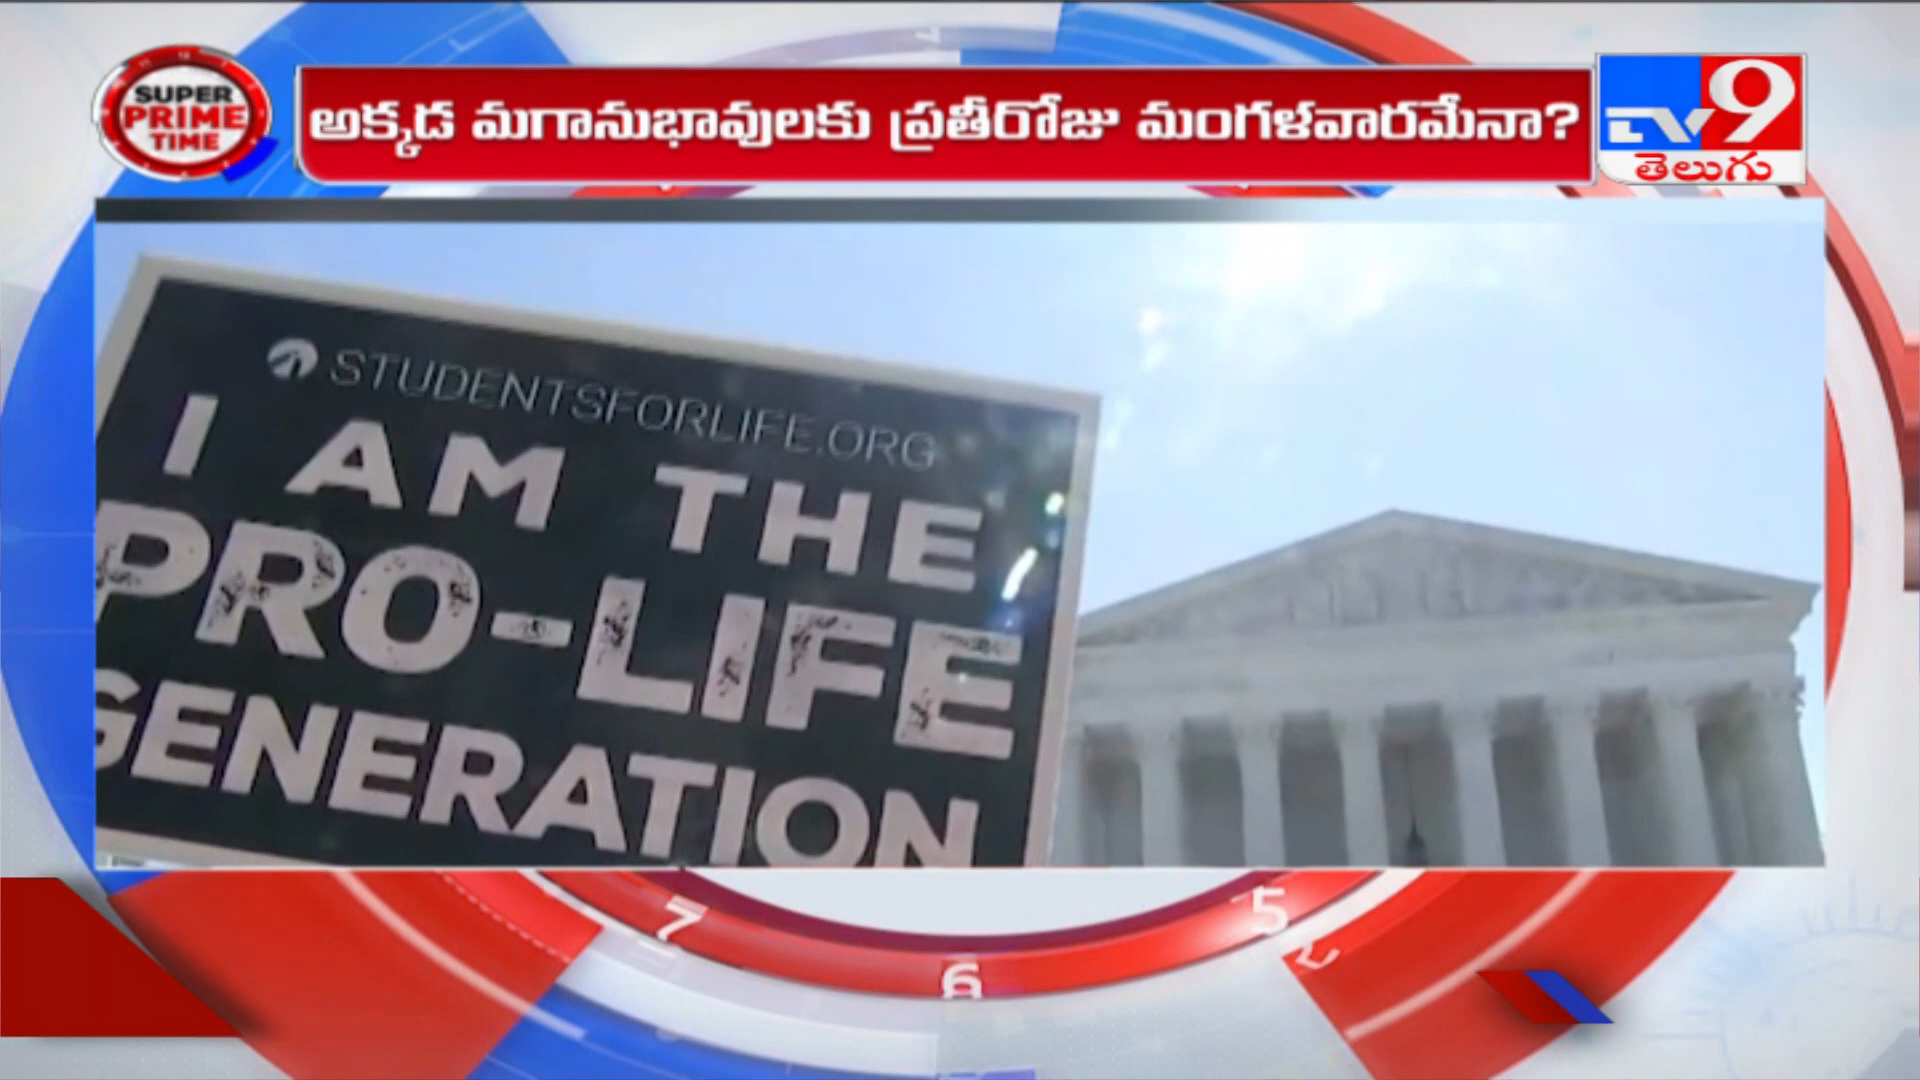 SUPER
PRIME
TIME
అక్కడ మగానుభావులకు ప్రతీరోజు మంగళవారమేనా?
TV9
తెలుగు
STUDENTSFORLIFE.ORG
I AM THE
PRO-LIFE
GENERATION
7
6
5